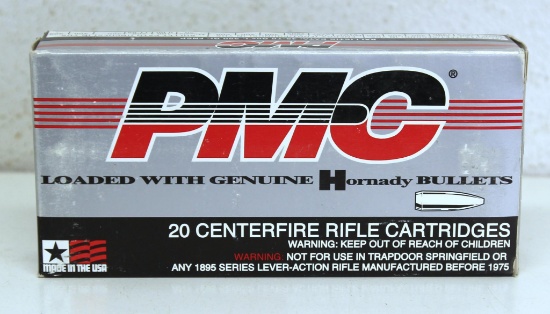 PMC®
LOADED WITH GENUINE Hornady BULLETS
20 CENTERFIRE RIFLE CARTRIDGES
WARNING: KEEP OUT OF REACH OF CHILDREN
WARNING: NOT FOR USE IN TRAPDOOR SPRINGFIELD OR
ANY 1895 SERIES LEVER-ACTION RIFLE MANUFACTURED BEFORE 1975
MADE IN THE USA